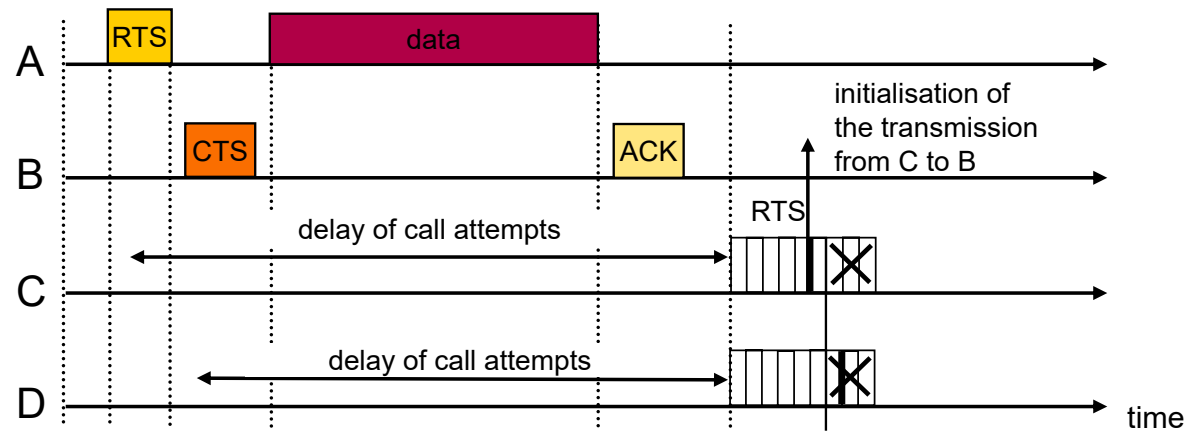 RTS
data
A
initialisation of
the transmission
from C to B
CTS
ACK
B
RTS
delay of call attempts
C
delay of call attempts
D
time